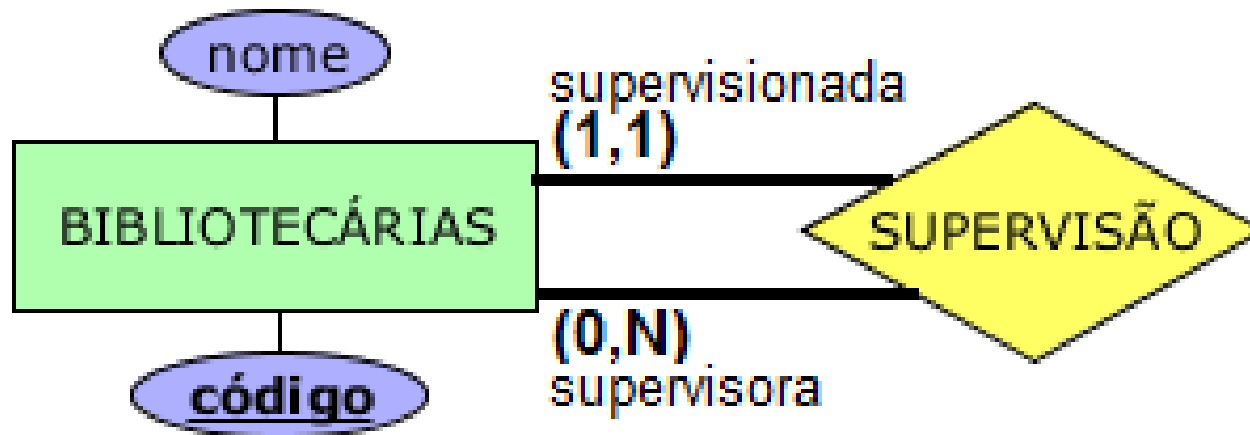 nome
supervisionada
(1,1)
BIBLIOTECÁRIAS
SUPERVISÃO
(0,N)
supervisora
código